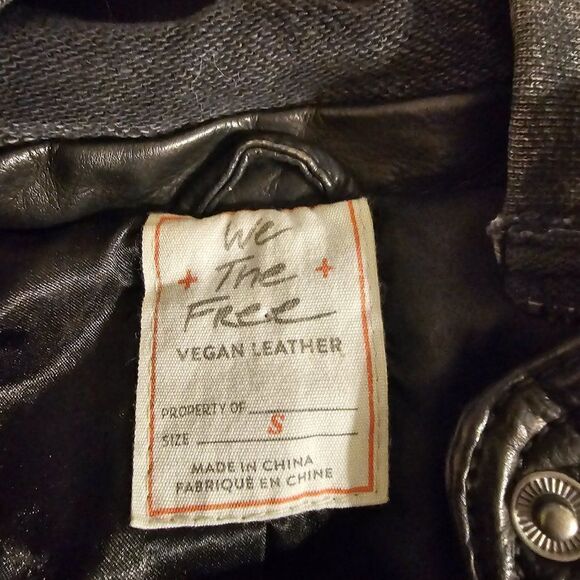 We
The
Free
VEGAN LEATHER
PROPERTY OF
SIZE S
MADE IN CHINA
FABRIQUÉ EN CHINE